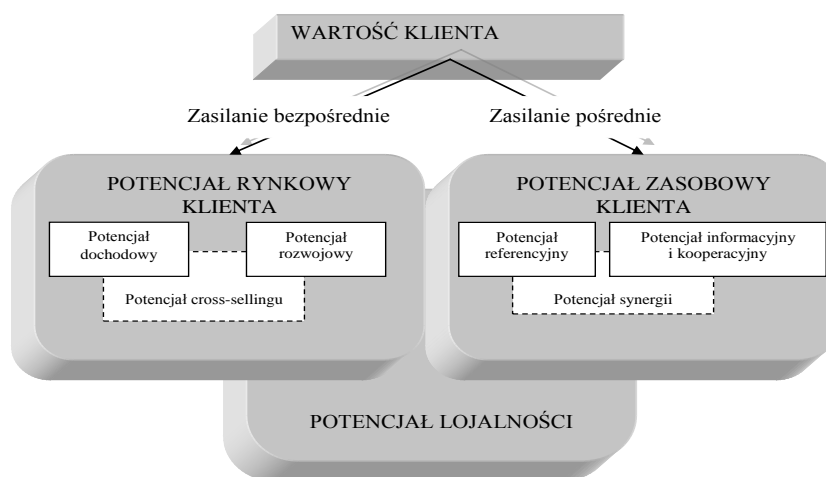 WARTOŚĆ KLIENTA
Zasilanie bezpośrednie
Zasilanie pośrednie
POTENCJAŁ RYNKOWY
KLIENTA
Potencjał
dochodowy
Potencjał
rozwojowy
Potencjał cross-sellingu
POTENCJAŁ ZASOBOWY
KLIENTA
Potencjał
referencyjny
Potencjał informacyjny
i kooperacyjny
Potencjał synergii
POTENCJAŁ LOJALNOŚCI